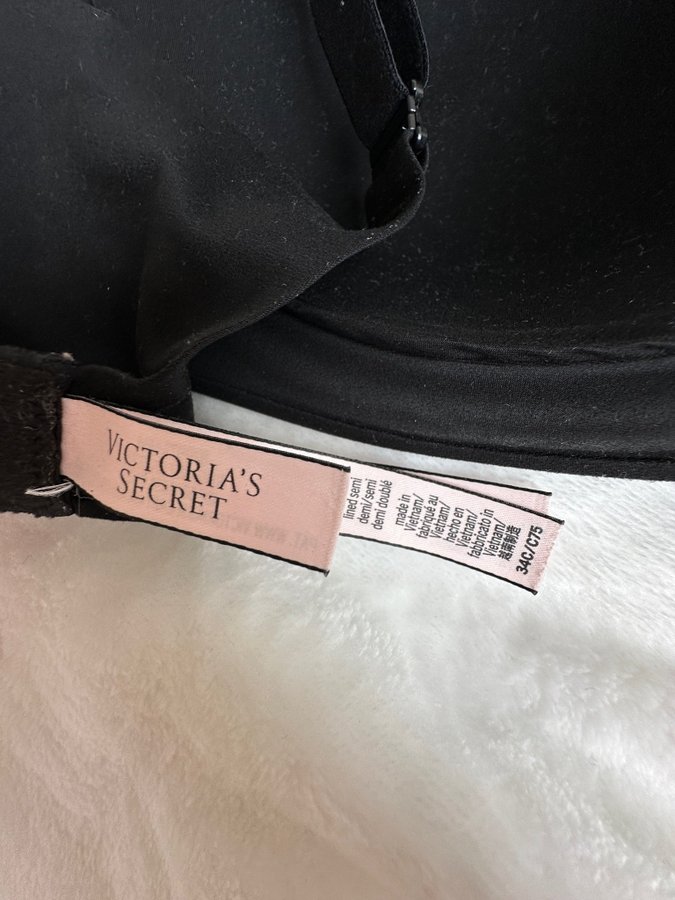 VICTORIA'S
SECRET
lined semi
demi/semi
demi doublé
made in
Vietnam/
fabriqué au
Vietnam/
hecho en
Vietnam/
fabbricato in
Vietnam/
越南制造
34C/C75